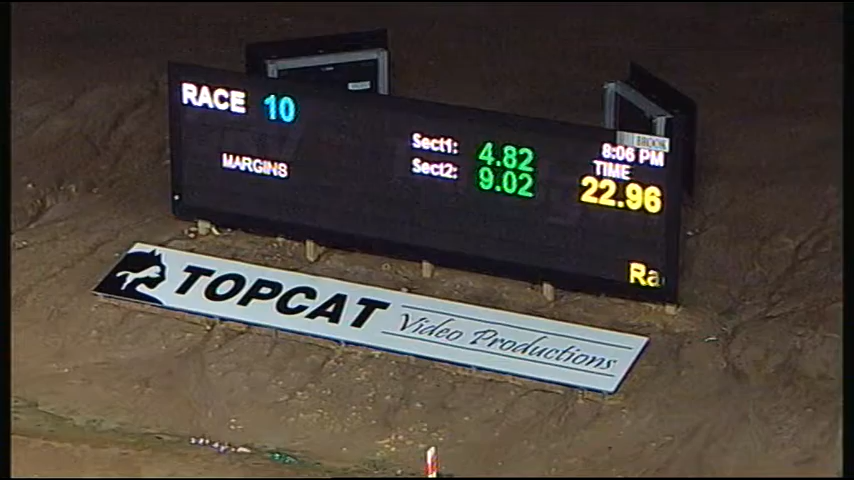 RACE 10
BROOK
8:06 PM
Sect1: 4.82
TIME
MARGINS
Sect2: 9.02
22.96
Ra
TOPCAT Video Productions